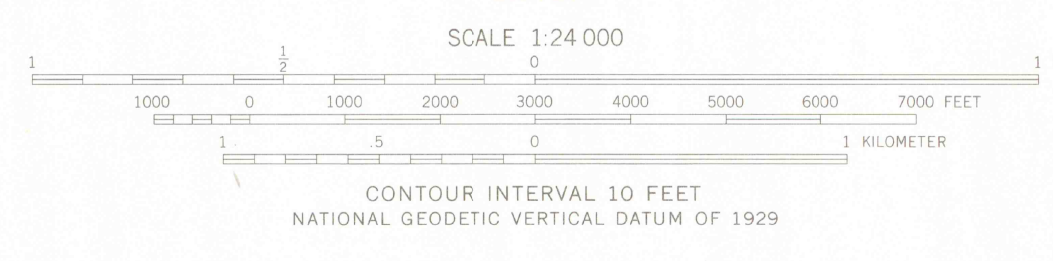 SCALE 1:24 000
1 1/2 0 1
1000 0 1000 2000 3000 4000 5000 6000 7000 FEET
1 .5 0 1 KILOMETER
CONTOUR INTERVAL 10 FEET
NATIONAL GEODETIC VERTICAL DATUM OF 1929